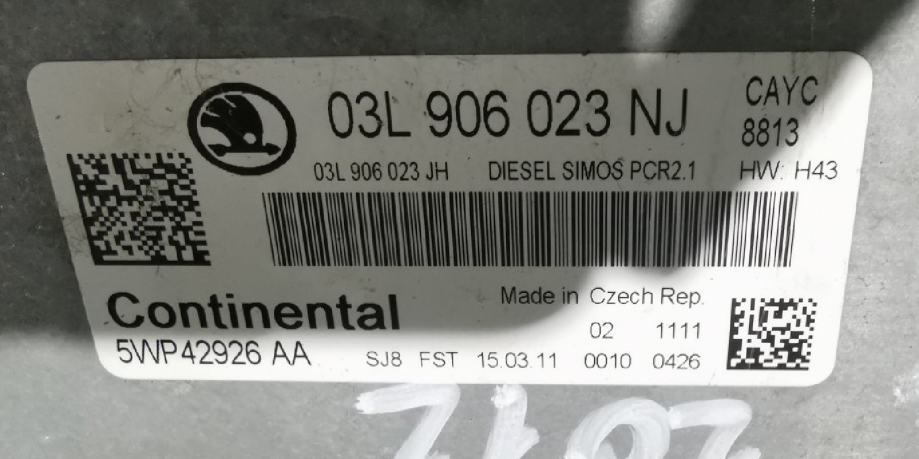 03L 906 023 NJ
CAYC
8813
03L 906 023 JH DIESEL SIMOS PCR2.1 HW: H43
Continental
Made in Czech Rep.
02 1111
5WP42926 AA SJ8 FST 15.03.11 0010 0426